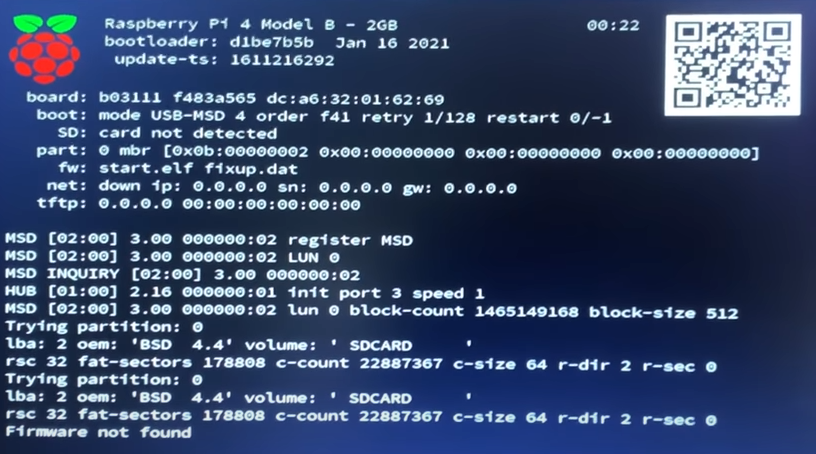 Raspberry Pi 4 Model B - 2GB 00:22
bootloader: d1be7b5b Jan 16 2021
update-ts: 1611216292
board: b03111 f483a565 dc:a6:32:01:62:69
boot: mode USB-MSD 4 order f41 retry 1/128 restart 0/-1
SD: card not detected
part: 0 mbr [0x0b:00000002 0x00:00000000 0x00:00000000 0x00:00000000]
fw: start.elf fixup.dat
net: down ip: 0.0.0.0 sn: 0.0.0.0 gw: 0.0.0.0
tftp: 0.0.0.0 00:00:00:00:00:00
MSD [02:00] 3.00 000000:02 register MSD
MSD [02:00] 3.00 000000:02 LUN 0
MSD INQUIRY [02:00] 3.00 000000:02
HUB [01:00] 2.16 000000:01 init port 3 speed 1
MSD [02:00] 3.00 000000:02 lun 0 block-count 1465149168 block-size 512
Trying partition: 0
lba: 2 oem: 'BSD  4.4' volume: ' SDCARD     '
rsc 32 fat-sectors 178808 c-count 22887367 c-size 64 r-dir 2 r-sec 0
Trying partition: 0
lba: 2 oem: 'BSD  4.4' volume: ' SDCARD     '
rsc 32 fat-sectors 178808 c-count 22887367 c-size 64 r-dir 2 r-sec 0
Firmware not found